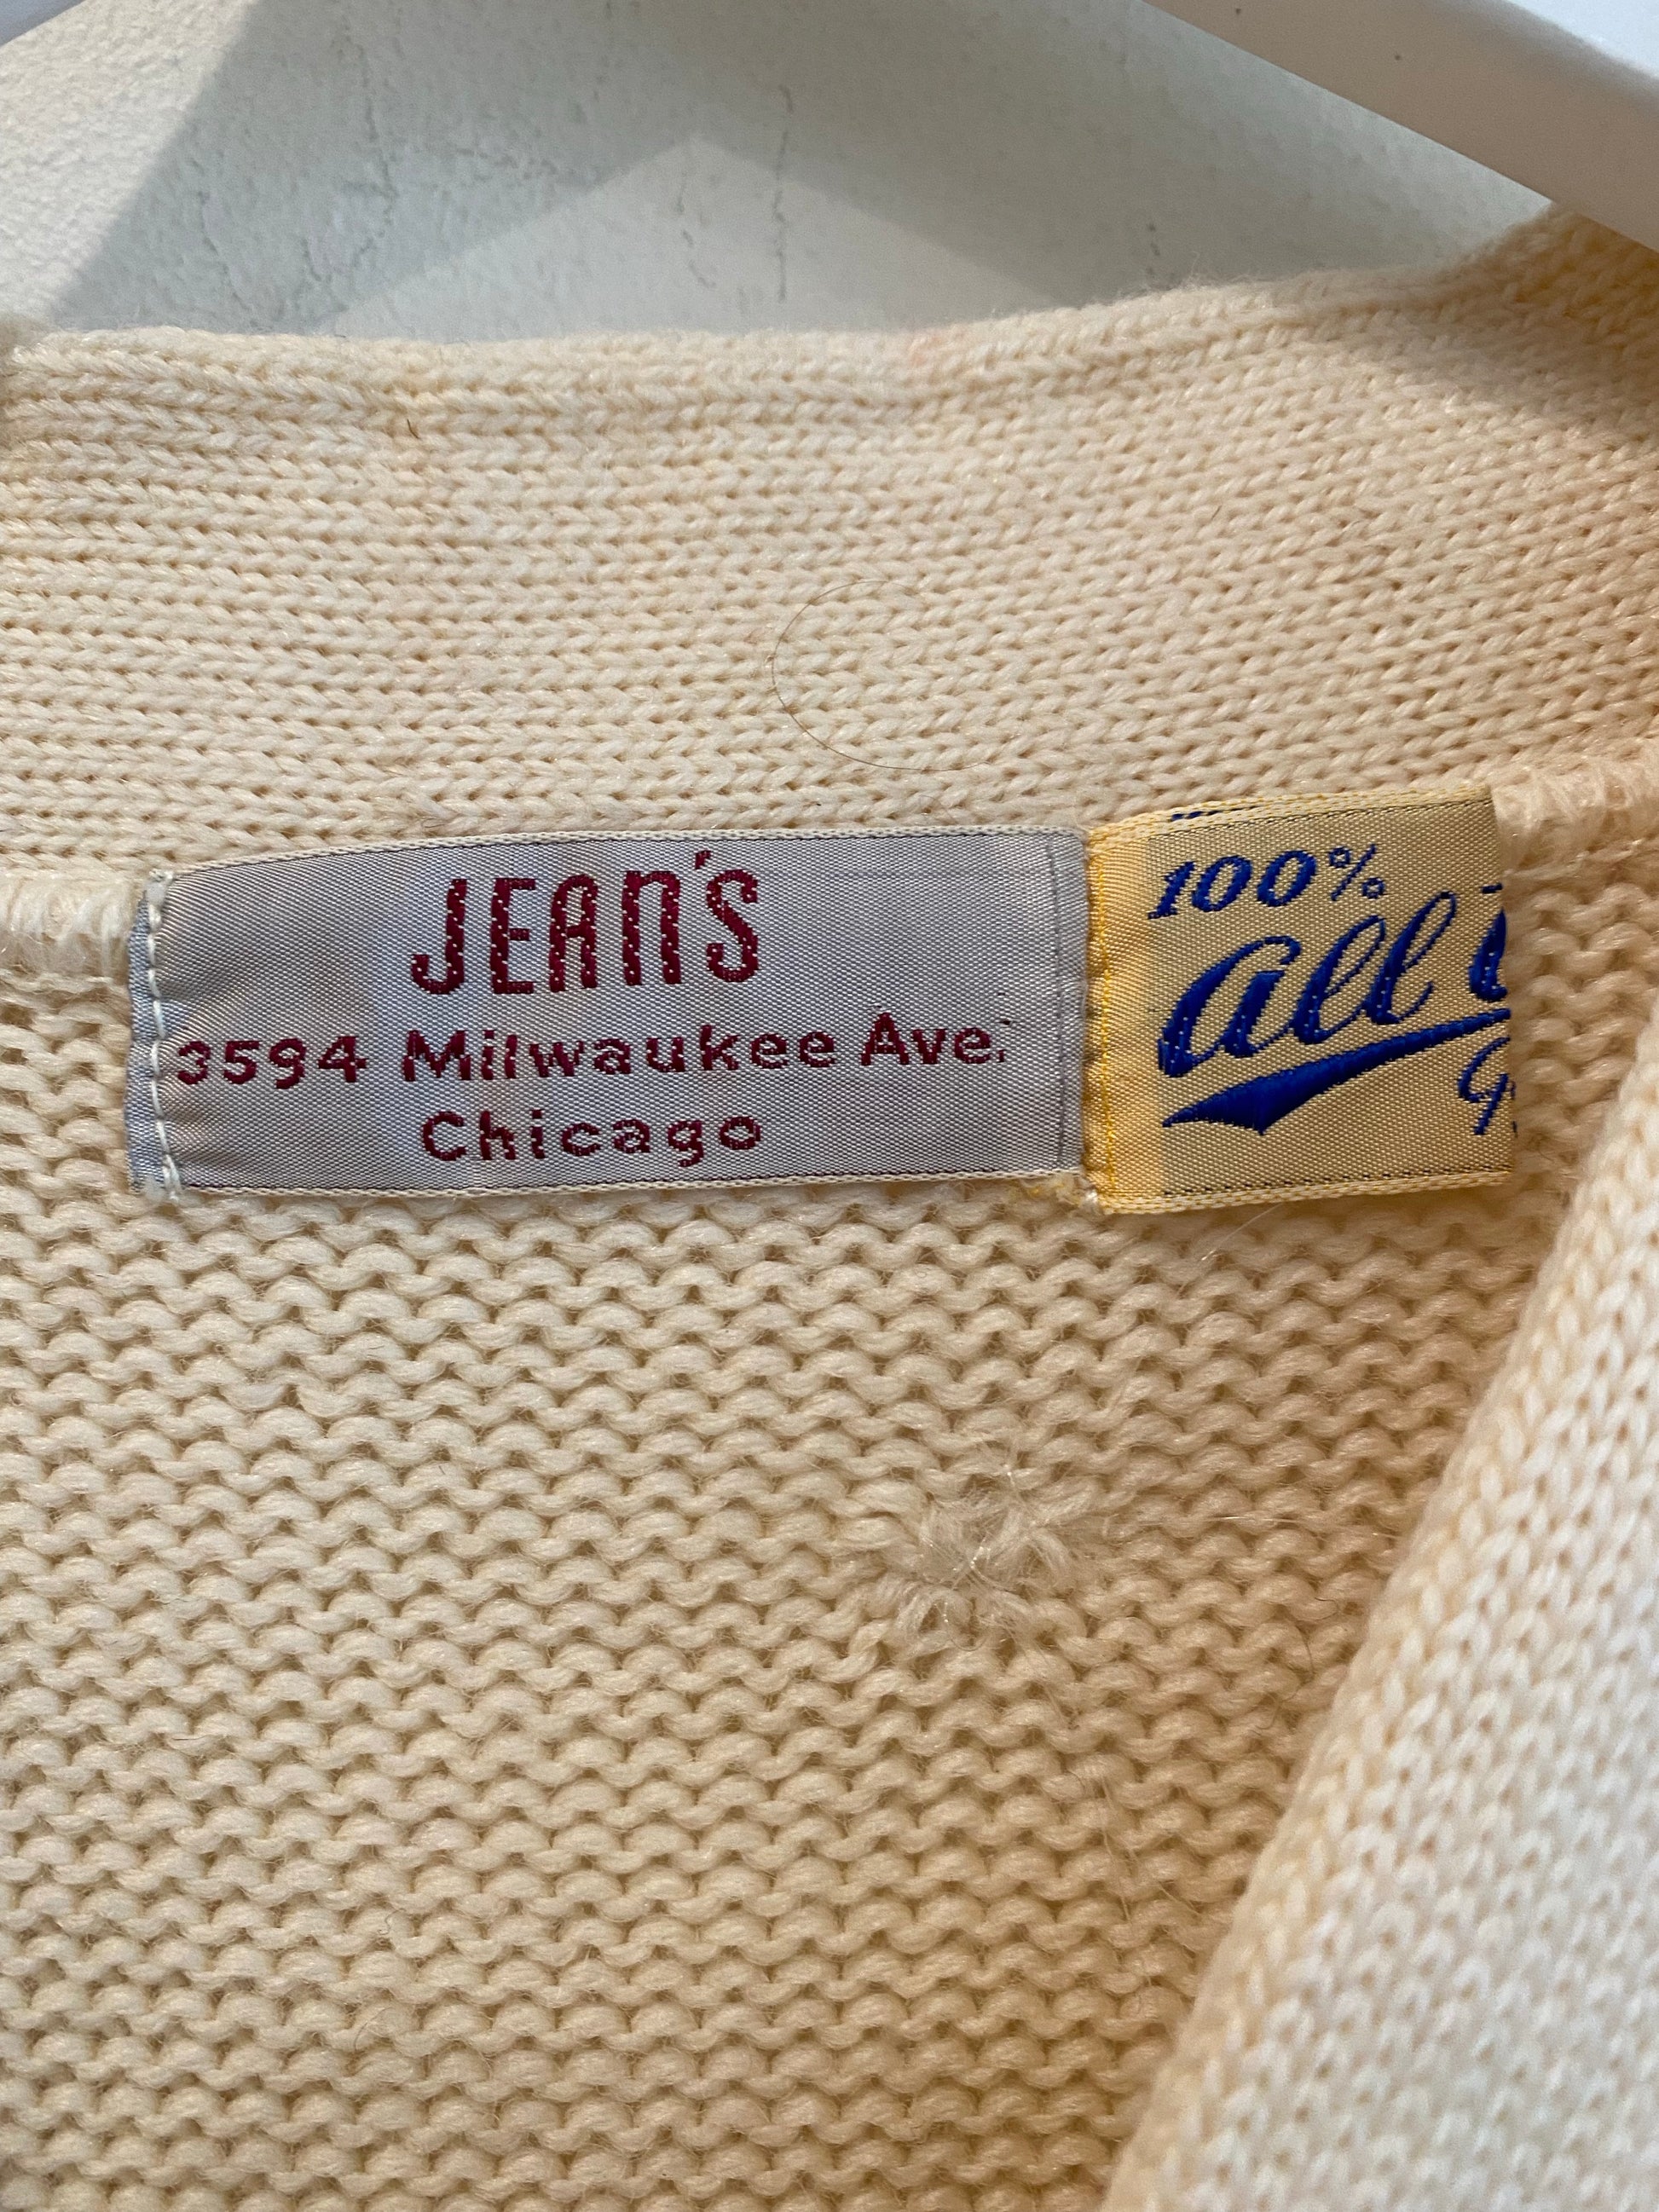 JEAN'S
3594 Milwaukee Ave.
Chicago
100%
all